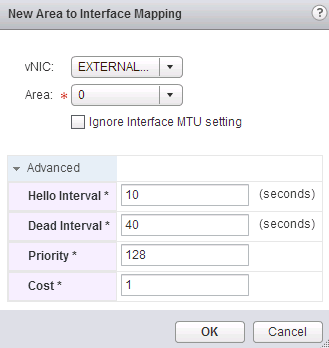 New Area to Interface Mapping ?
vNIC: EXTERNAL...
Area: * 0
Ignore Interface MTU setting
Advanced
Hello Interval * 10 (seconds)
Dead Interval * 40 (seconds)
Priority * 128
Cost * 1
OK Cancel